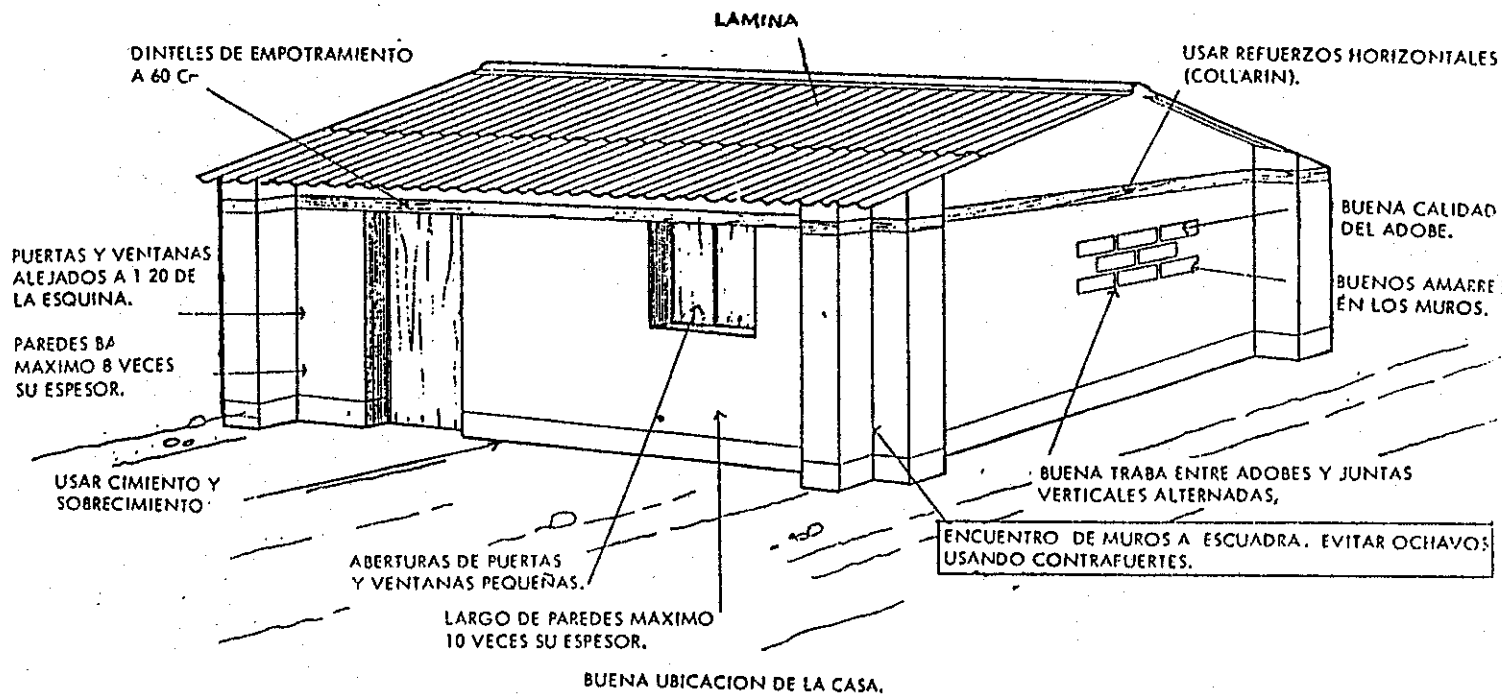 LAMINA
DINTELES DE EMPOTRAMIENTO
A 60 C
USAR REFUERZOS HORIZONTALES
(COLLARIN).
PUERTAS Y VENTANAS
ALEJADOS A 1 20 DE
LA ESQUINA.
PAREDES BA
MAXIMO 8 VECES
SU ESPESOR.
BUENA CALIDAD
DEL ADOBE.
BUENOS AMARRE
EN LOS MUROS.
USAR CIMIENTO Y
SOBRECIMIENTO
BUENA TRABA ENTRE ADOBES Y JUNTAS
VERTICALES ALTERNADAS,
ENCUENTRO DE MUROS A ESCUADRA. EVITAR OCHAVOS
USANDO CONTRAFUERTES.
ABERTURAS DE PUERTAS
Y VENTANAS PEQUEÑAS.
LARGO DE PAREDES MAXIMO
10 VECES SU ESPESOR.
BUENA UBICACION DE LA CASA.